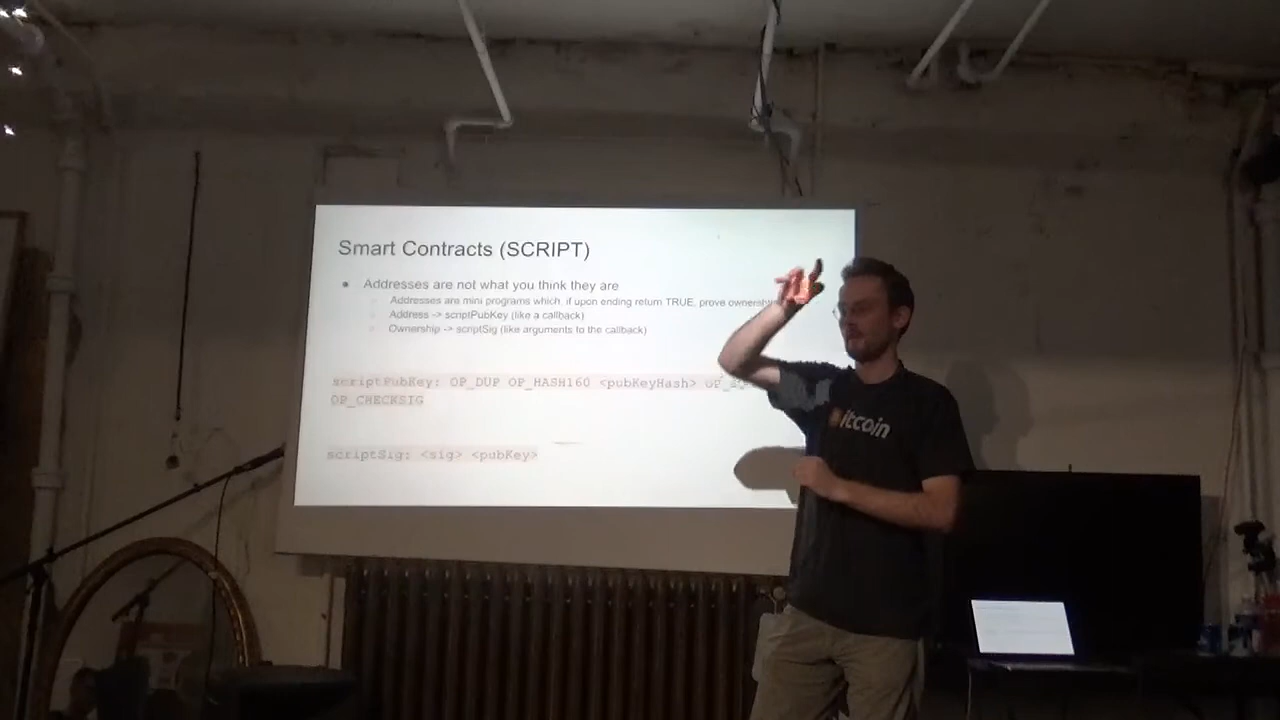 Smart Contracts (SCRIPT)
Addresses are not what you think they are
Addresses are mini programs which, if upon ending return TRUE, prove ownership
Address -> scriptPubKey (like a callback)
Ownership -> scriptSig (like arguments to the callback)
scriptPubKey: OP_DUP OP_HASH160 <pubKeyHash>
OP_CHECKSIG
scriptSig: <sig> <pubKey>
itcoin